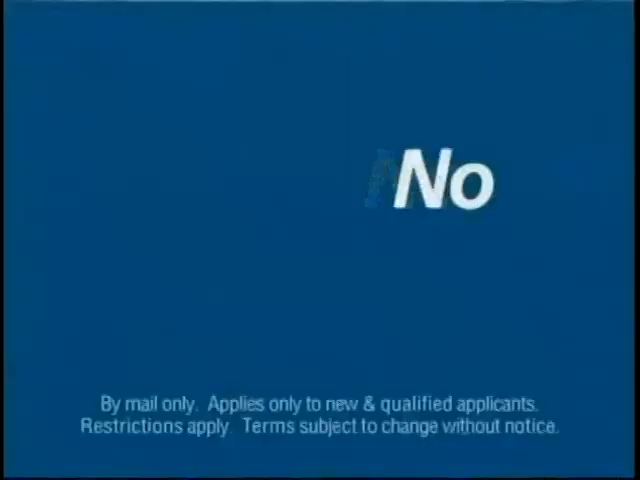 No
By mail only. Applies only to new & qualified applicants.
Restrictions apply. Terms subject to change without notice.